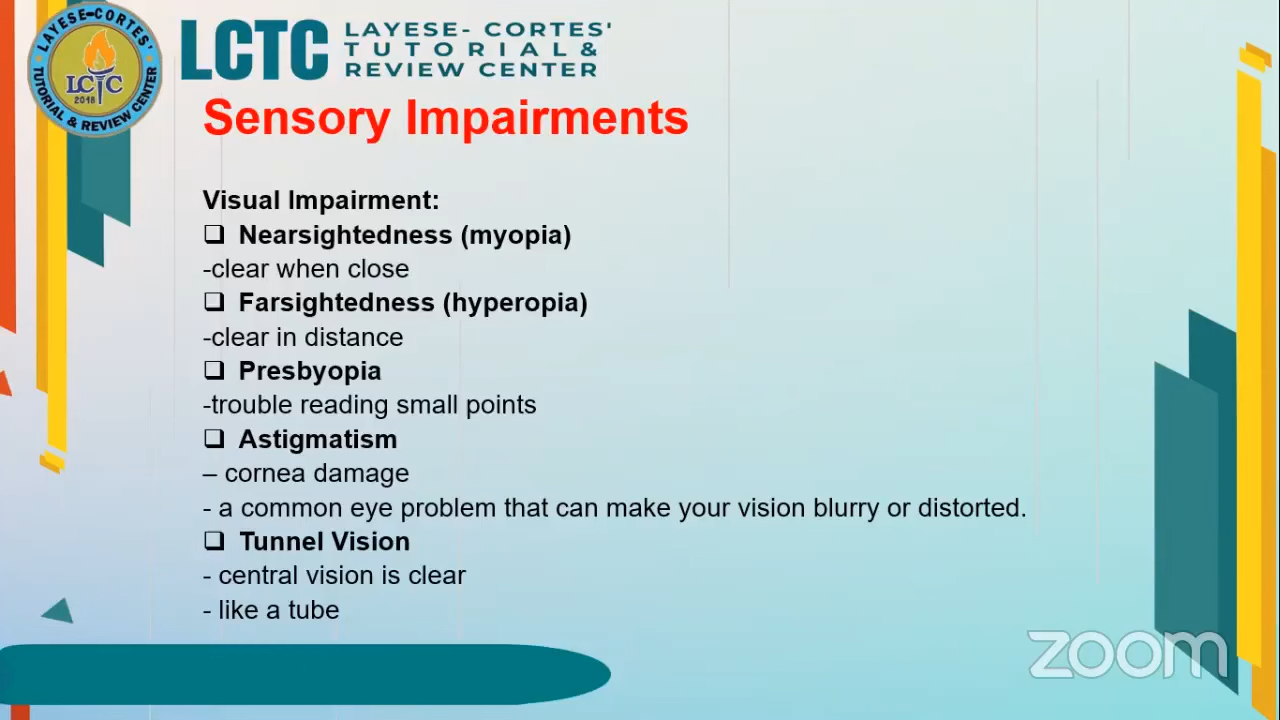 LAYESE-CORTES'
LCTC
2018
TUTORIAL & REVIEW CENTER
LCTC
LAYESE- CORTES'
TUTORIAL &
REVIEW CENTER
Sensory Impairments
Visual Impairment:
❑ Nearsightedness (myopia)
-clear when close
❑ Farsightedness (hyperopia)
-clear in distance
❑ Presbyopia
-trouble reading small points
❑ Astigmatism
– cornea damage
- a common eye problem that can make your vision blurry or distorted.
❑ Tunnel Vision
- central vision is clear
- like a tube
zoom